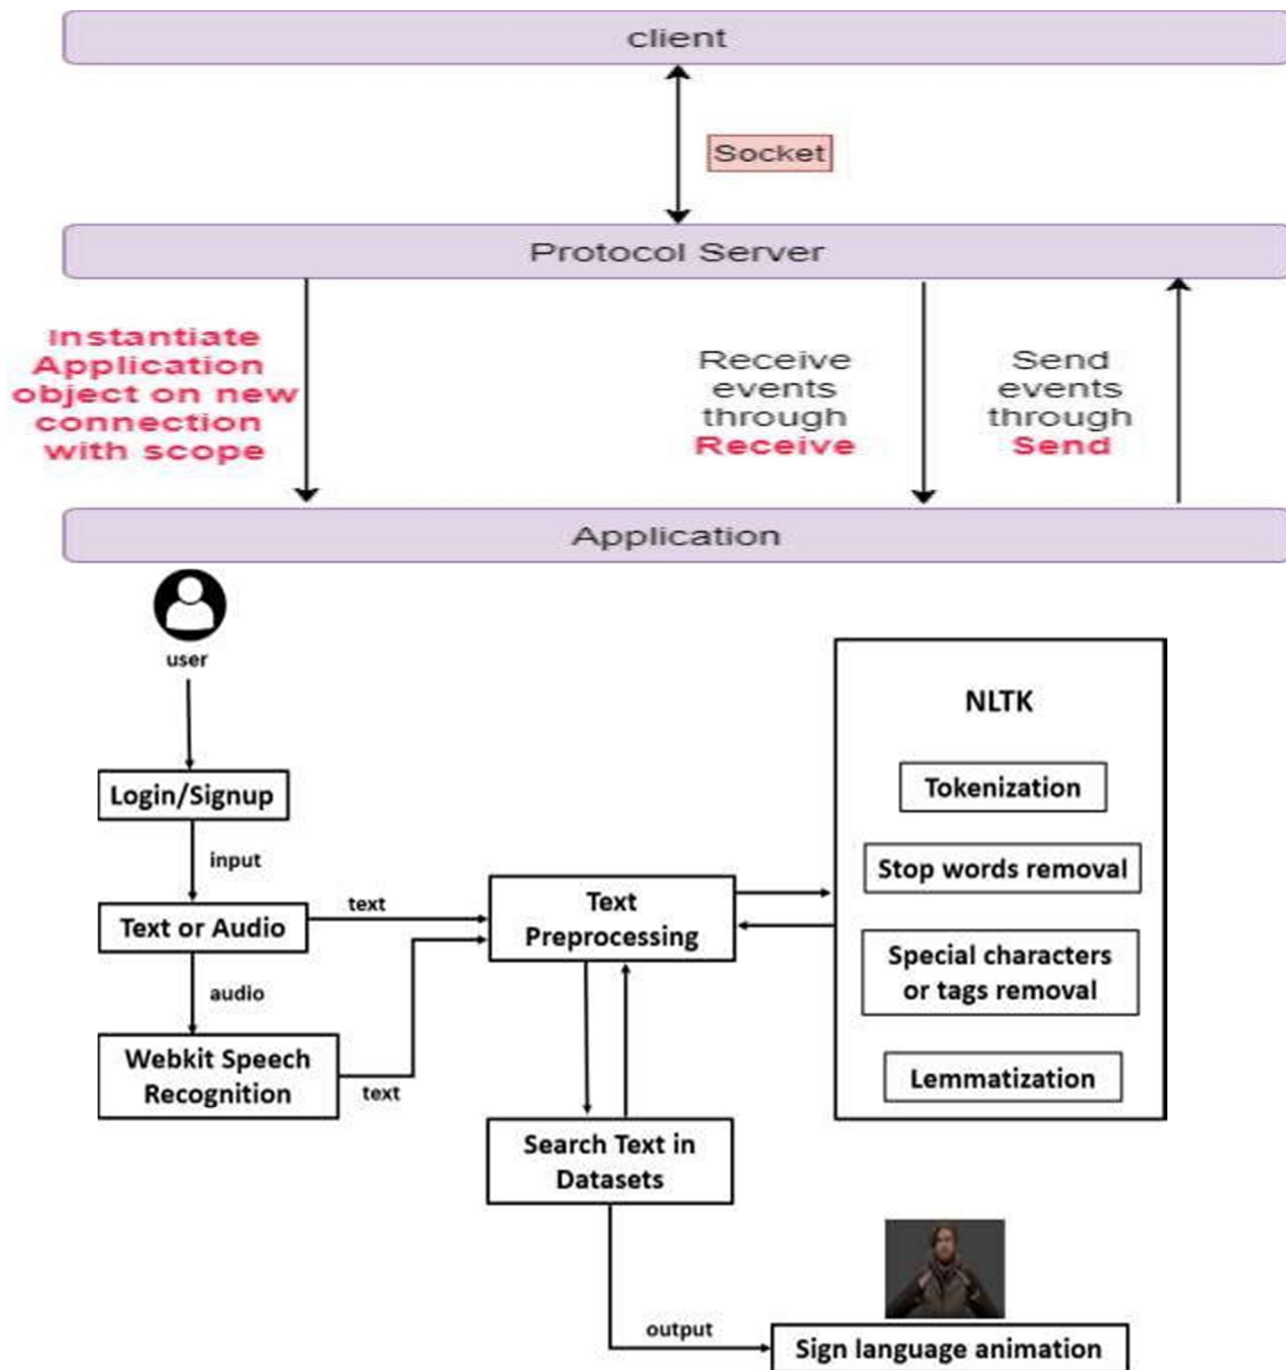 client
Socket
Protocol Server
Instantiate
Application
object on new
connection
with scope
Receive
events
through
Receive
Send
events
through
Send
Application
user
Login/Signup
input
Text or Audio
text
audio
Webkit Speech
Recognition
text
Text
Preprocessing
NLTK
Tokenization
Stop words removal
Special characters
or tags removal
Lemmatization
Search Text in
Datasets
output
Sign language animation